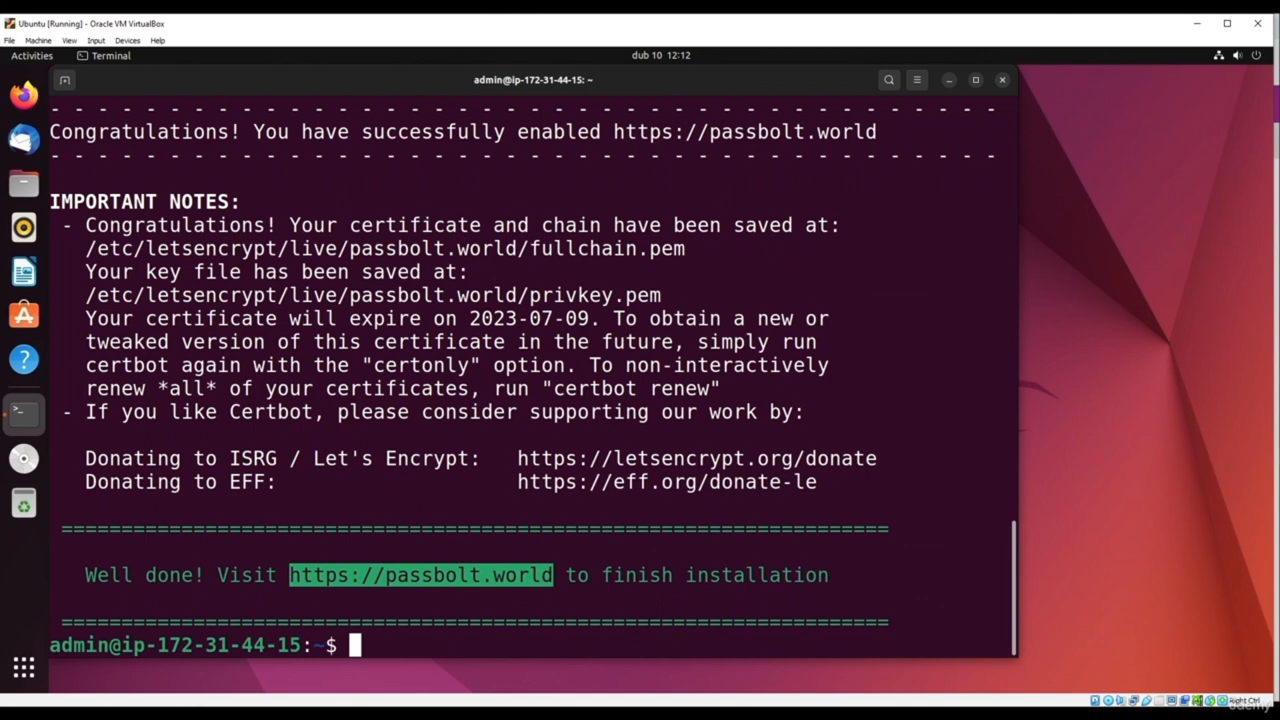 Ubuntu [Running] - Oracle VM VirtualBox
File Machine View Input Devices Help
Activities Terminal dub 10 12:12
admin@ip-172-31-44-15: ~
- - - - - - - - - - - - - - - - - - - - - - - - - - - - - - - - - - - - - - - -
Congratulations! You have successfully enabled https://passbolt.world
- - - - - - - - - - - - - - - - - - - - - - - - - - - - - - - - - - - - - - - -
IMPORTANT NOTES:
- Congratulations! Your certificate and chain have been saved at:
/etc/letsencrypt/live/passbolt.world/fullchain.pem
Your key file has been saved at:
/etc/letsencrypt/live/passbolt.world/privkey.pem
Your certificate will expire on 2023-07-09. To obtain a new or
tweaked version of this certificate in the future, simply run
certbot again with the "certonly" option. To non-interactively
renew *all* of your certificates, run "certbot renew"
- If you like Certbot, please consider supporting our work by:
Donating to ISRG / Let's Encrypt: https://letsencrypt.org/donate
Donating to EFF: https://eff.org/donate-le
=====================================================================
Well done! Visit https://passbolt.world to finish installation
=====================================================================
admin@ip-172-31-44-15:~$
Right Ctrl
udemy